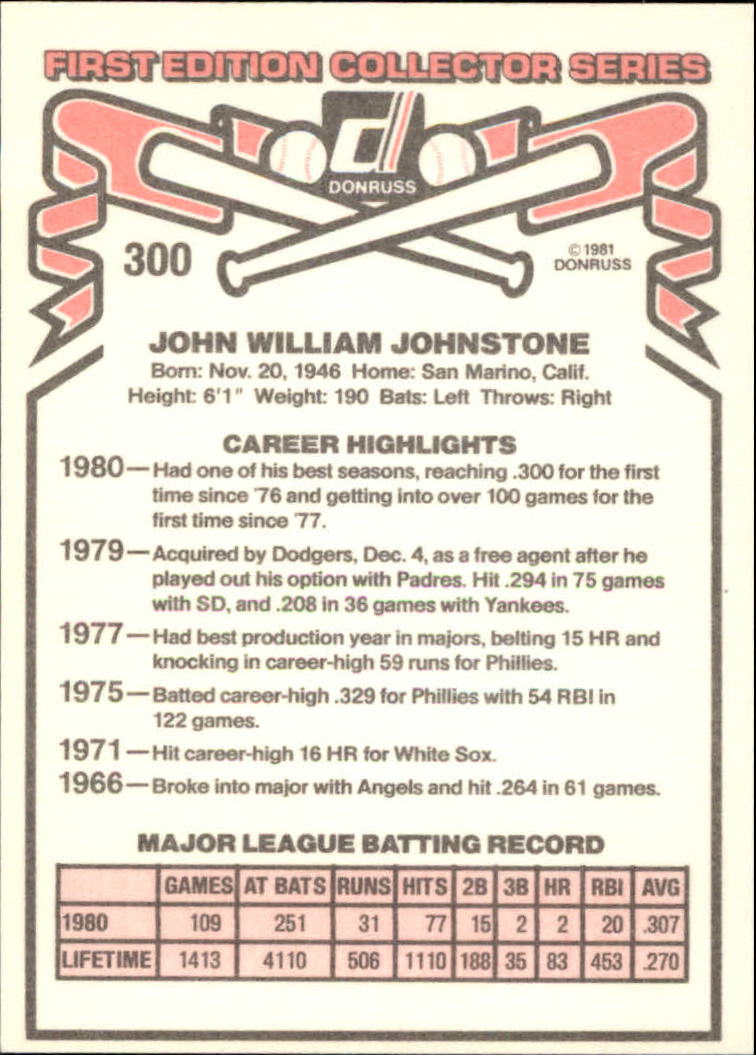 FIRST EDITION COLLECTOR SERIES
d
DONRUSS
300
© 1981
DONRUSS
JOHN WILLIAM JOHNSTONE
Born: Nov. 20, 1946 Home: San Marino, Calif.
Height: 6'1" Weight: 190 Bats: Left Throws: Right
CAREER HIGHLIGHTS
1980—Had one of his best seasons, reaching .300 for the first
time since '76 and getting into over 100 games for the
first time since '77.
1979—Acquired by Dodgers, Dec. 4, as a free agent after he
played out his option with Padres. Hit .294 in 75 games
with SD, and .208 in 36 games with Yankees.
1977—Had best production year in majors, belting 15 HR and
knocking in career-high 59 runs for Phillies.
1975—Batted career-high .329 for Phillies with 54 RBI in
122 games.
1971—Hit career-high 16 HR for White Sox.
1966—Broke into major with Angels and hit .264 in 61 games.
MAJOR LEAGUE BATTING RECORD
GAMES AT BATS RUNS HITS 2B 3B HR RBI AVG
1980 109 251 31 77 15 2 2 20 .307
LIFETIME 1413 4110 506 1110 188 35 83 453 .270